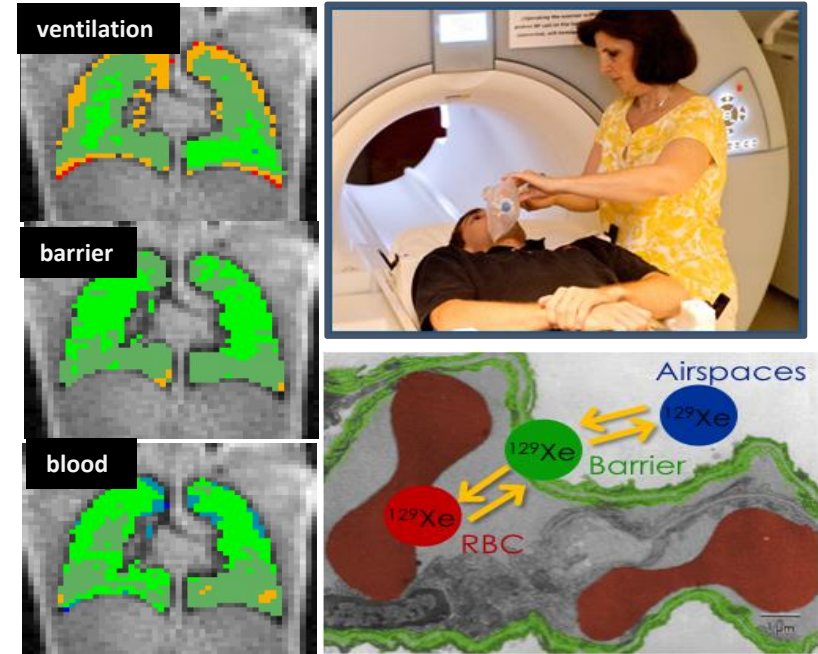 ventilation
barrier
blood
Airspaces
129Xe
129Xe
Barrier
129Xe
RBC